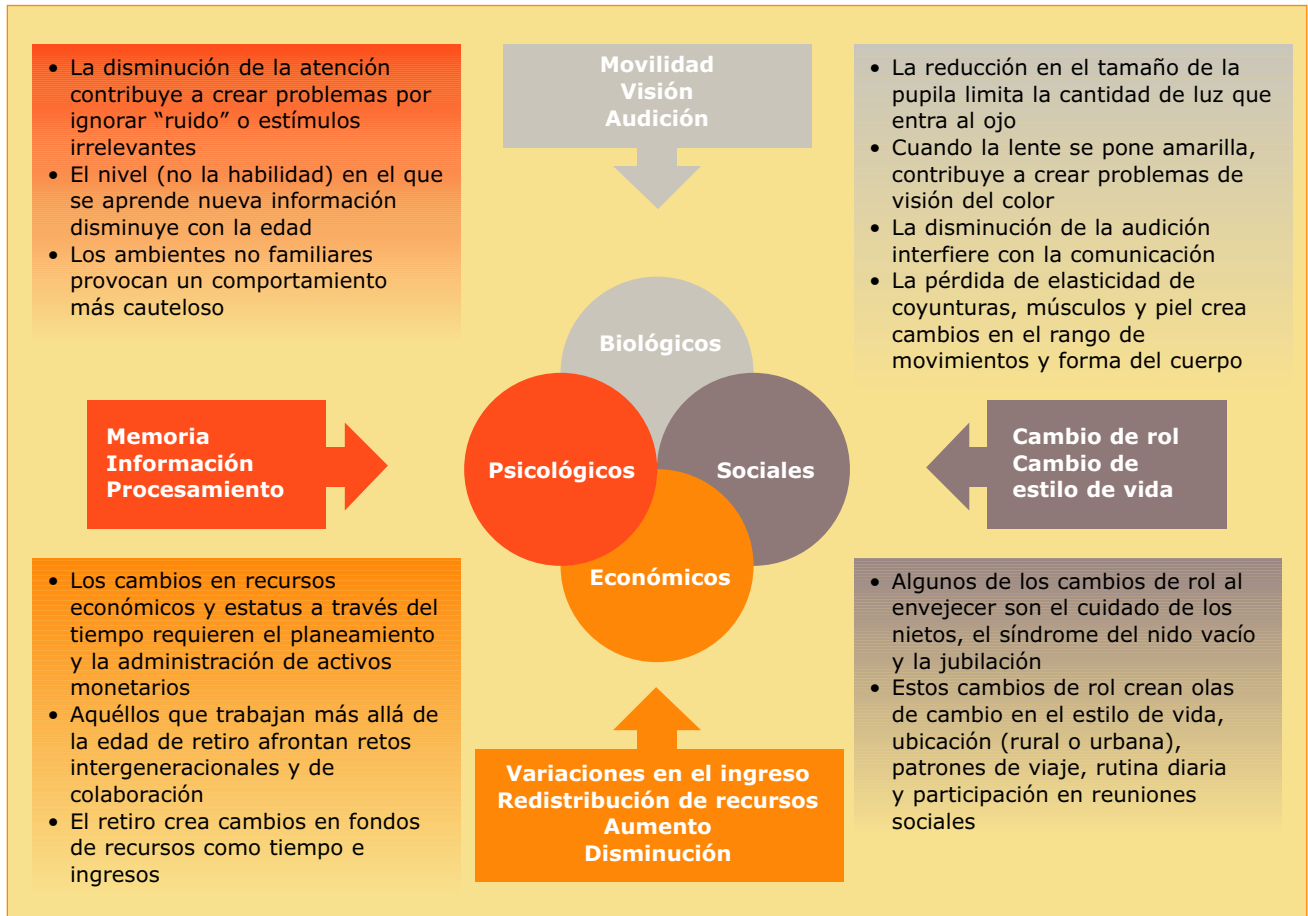 • La disminución de la atención
contribuye a crear problemas por
ignorar “ruido” o estímulos
irrelevantes
• El nivel (no la habilidad) en el que
se aprende nueva información
disminuye con la edad
• Los ambientes no familiares
provocan un comportamiento
más cauteloso
Movilidad
Visión
Audición
• La reducción en el tamaño de la
pupila limita la cantidad de luz que
entra al ojo
• Cuando la lente se pone amarilla,
contribuye a crear problemas de
visión del color
• La disminución de la audición
interfiere con la comunicación
• La pérdida de elasticidad de
coyunturas, músculos y piel crea
cambios en el rango de
movimientos y forma del cuerpo
Biológicos
Memoria
Información
Procesamiento
Psicológicos
Sociales
Cambio de rol
Cambio de
estilo de vida
Económicos
• Los cambios en recursos
económicos y estatus a través del
tiempo requieren el planeamiento
y la administración de activos
monetarios
• Aquéllos que trabajan más allá de
la edad de retiro afrontan retos
intergeneracionales y de
colaboración
• El retiro crea cambios en fondos
de recursos como tiempo e
ingresos
Variaciones en el ingreso
Redistribución de recursos
Aumento
Disminución
• Algunos de los cambios de rol al
envejecer son el cuidado de los
nietos, el síndrome del nido vacío
y la jubilación
• Estos cambios de rol crean olas
de cambio en el estilo de vida,
ubicación (rural o urbana),
patrones de viaje, rutina diaria
y participación en reuniones
sociales